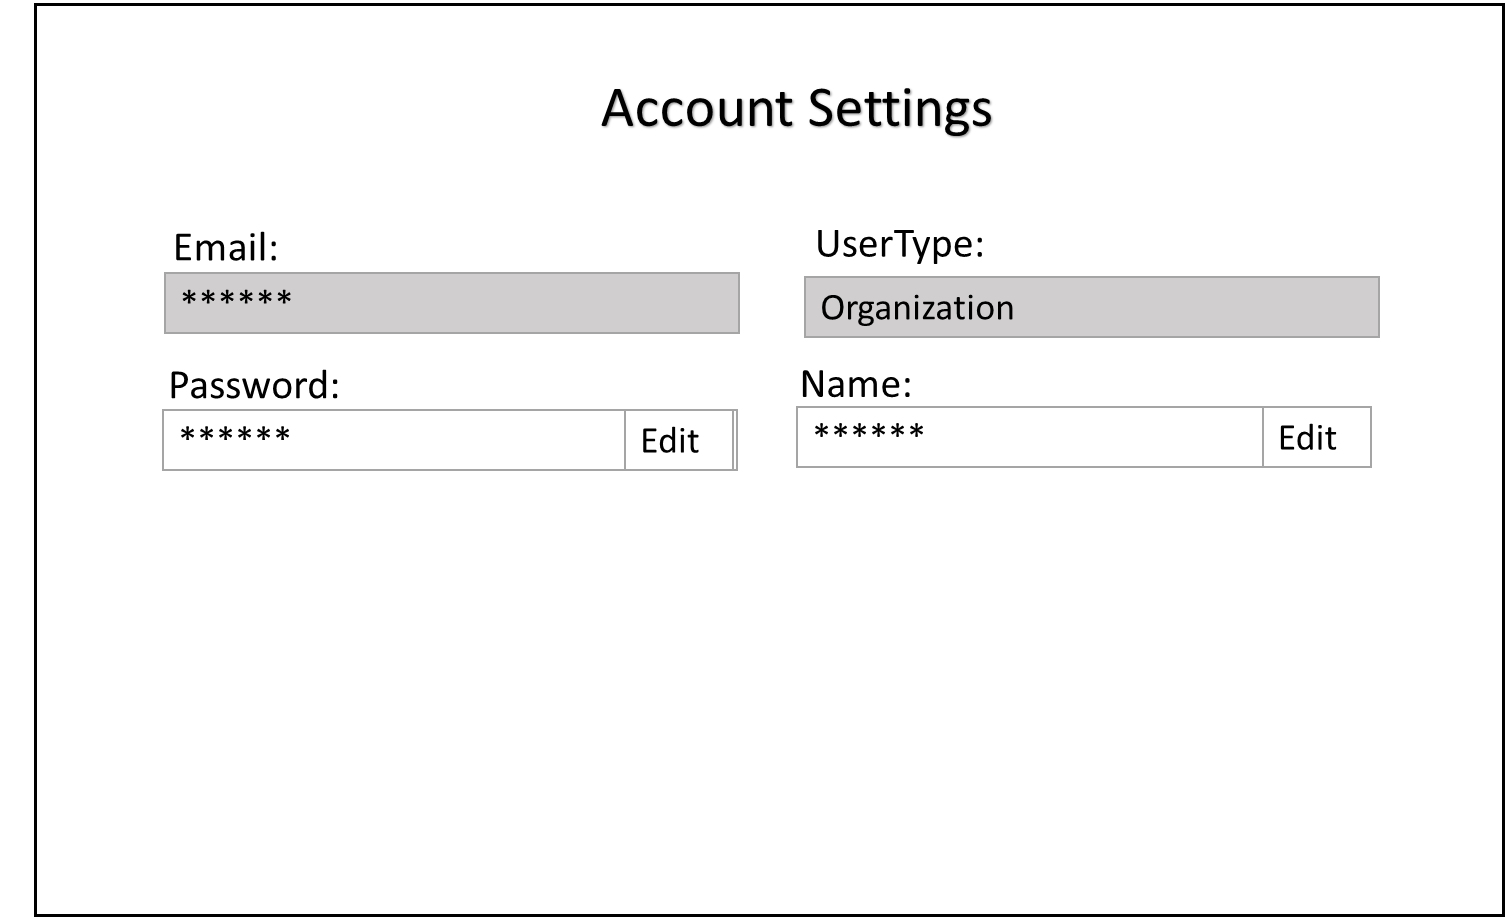 Account Settings
Email:
UserType:
******
Organization
Password:
Name:
****** Edit
****** Edit